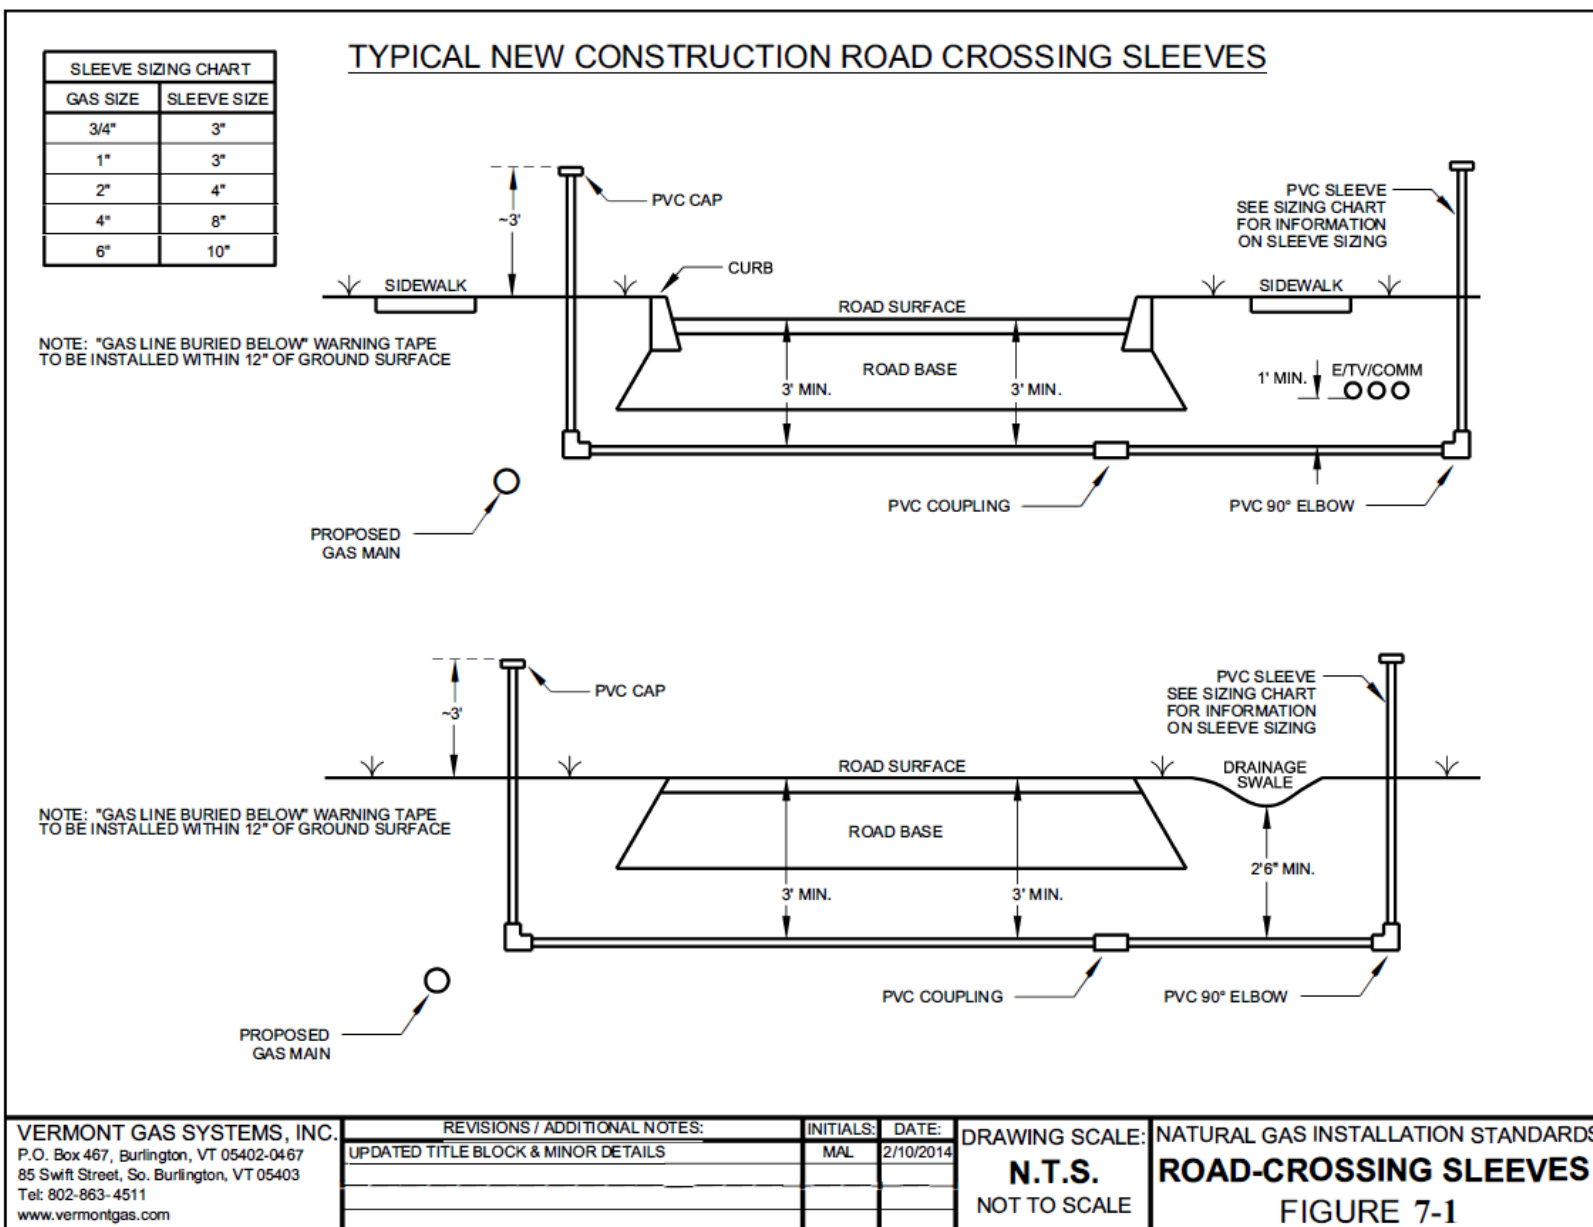 TYPICAL NEW CONSTRUCTION ROAD CROSSING SLEEVES
SLEEVE SIZING CHART
GAS SIZE SLEEVE SIZE
3/4" 3"
1" 3"
2" 4"
4" 8"
6" 10"
PVC CAP
~3'
PVC SLEEVE
SEE SIZING CHART
FOR INFORMATION
ON SLEEVE SIZING
CURB
SIDEWALK
ROAD SURFACE
SIDEWALK
NOTE: "GAS LINE BURIED BELOW" WARNING TAPE
TO BE INSTALLED WITHIN 12" OF GROUND SURFACE
ROAD BASE
3' MIN.
3' MIN.
1' MIN.
E/TV/COMM
PVC COUPLING
PVC 90° ELBOW
PROPOSED
GAS MAIN
PVC CAP
~3'
PVC SLEEVE
SEE SIZING CHART
FOR INFORMATION
ON SLEEVE SIZING
ROAD SURFACE
DRAINAGE
SWALE
NOTE: "GAS LINE BURIED BELOW" WARNING TAPE
TO BE INSTALLED WITHIN 12" OF GROUND SURFACE
ROAD BASE
3' MIN.
3' MIN.
2'6" MIN.
PVC COUPLING
PVC 90° ELBOW
PROPOSED
GAS MAIN
VERMONT GAS SYSTEMS, INC.
P.O. Box 467, Burlington, VT 05402-0467
85 Swift Street, So. Burlington, VT 05403
Tel: 802-863-4511
www.vermontgas.com
REVISIONS / ADDITIONAL NOTES: INITIALS: DATE:
UPDATED TITLE BLOCK & MINOR DETAILS MAL 2/10/2014
DRAWING SCALE:
N.T.S.
NOT TO SCALE
NATURAL GAS INSTALLATION STANDARDS
ROAD-CROSSING SLEEVES
FIGURE 7-1